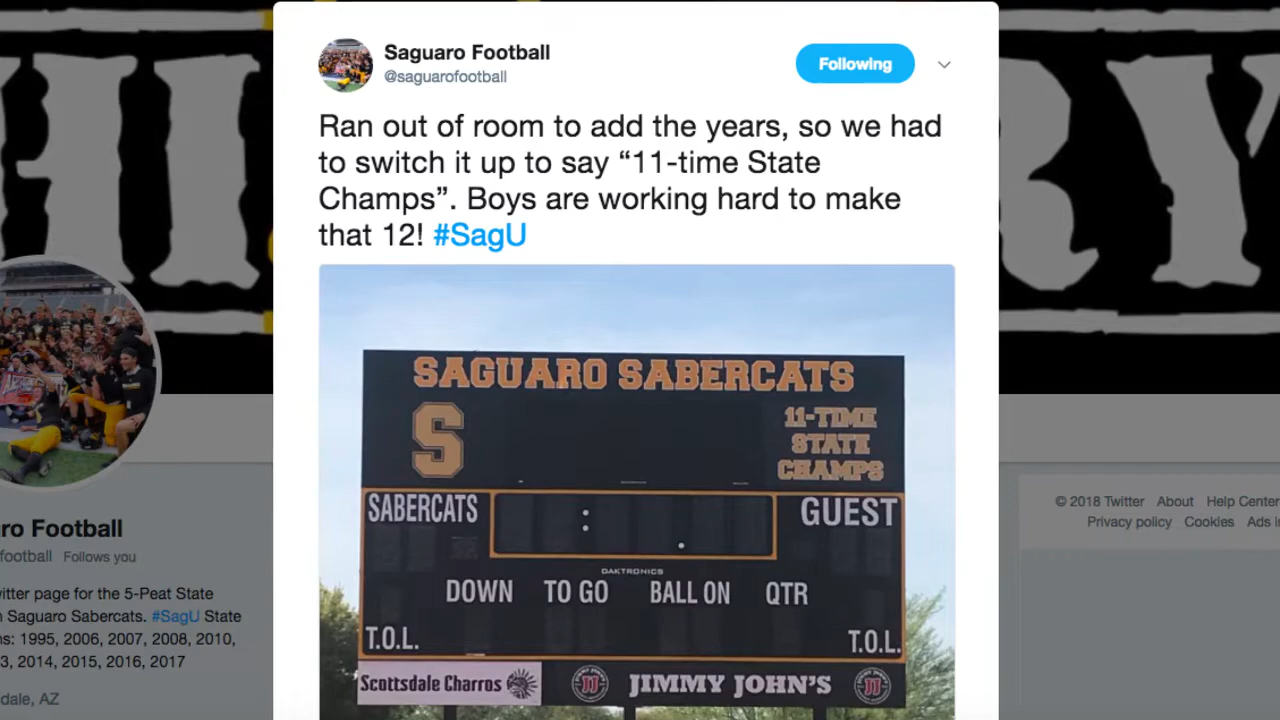 Saguaro Football
@saguarofootball
Following
Ran out of room to add the years, so we had
to switch it up to say “11-time State
Champs”. Boys are working hard to make
that 12! #SagU
SAGUARO SABERCATS
S
11-TIME
STATE
CHAMPS
SABERCATS
:
.
GUEST
DAKTRONICS
DOWN TO GO BALL ON QTR
T.O.L.
T.O.L.
Scottsdale Charros
JIMMY JOHN'S
Football
football Follows you
page for the 5-Peat State
Saguaro Sabercats. #SagU State
1995, 2006, 2007, 2008, 2010,
2014, 2015, 2016, 2017
AZ
© 2018 Twitter About Help Center
Privacy policy Cookies Ads